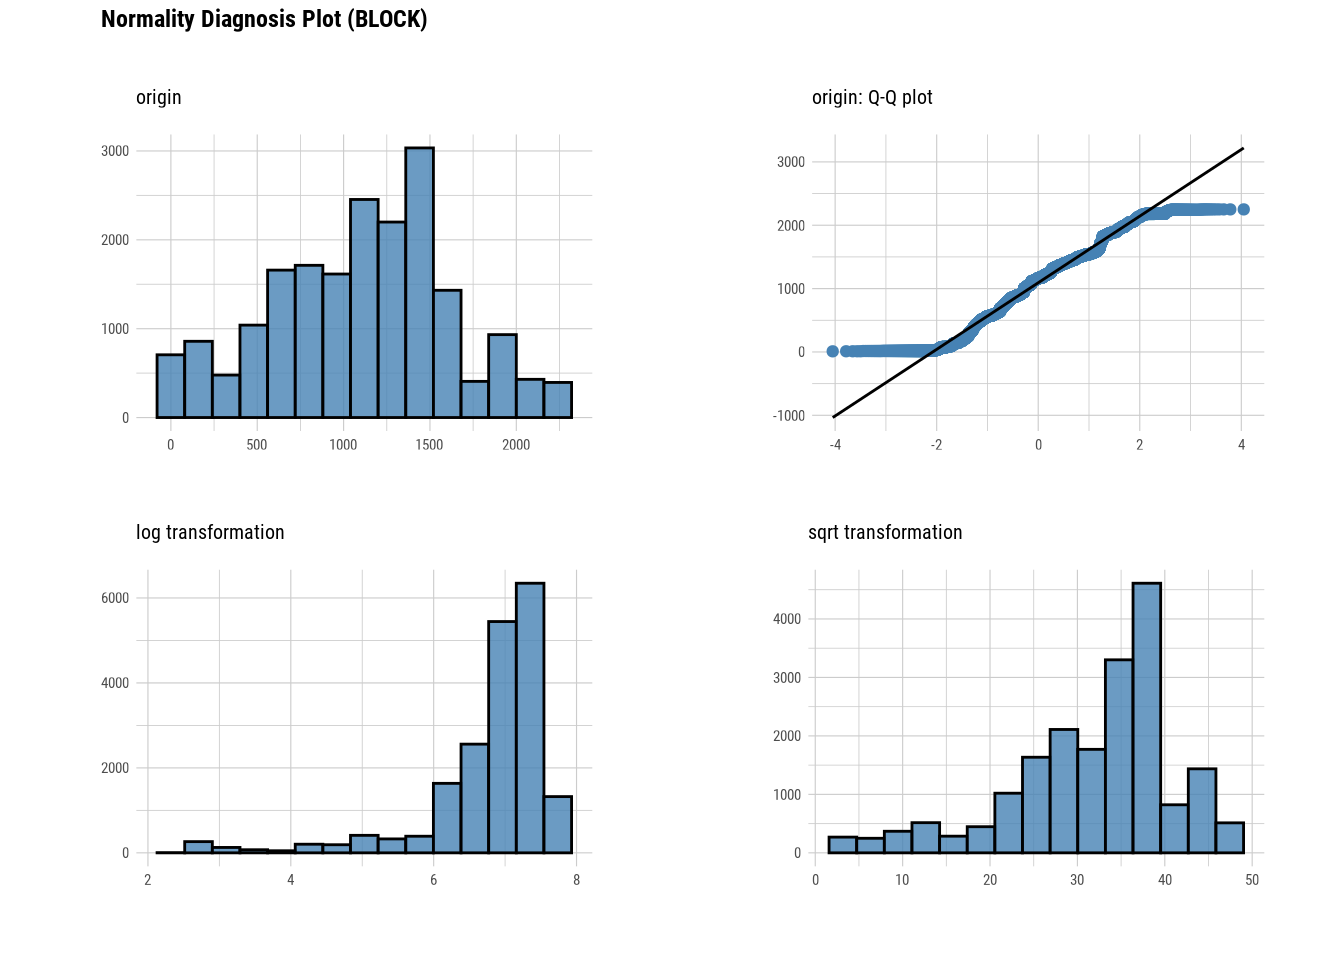 Normality Diagnosis Plot (BLOCK)
origin
3000
2000
1000
0
0 500 1000 1500 2000
origin: Q-Q plot
3000
2000
1000
0
-1000
-4 -2 0 2 4
log transformation
6000
4000
2000
0
2 4 6 8
sqrt transformation
4000
3000
2000
1000
0
0 10 20 30 40 50